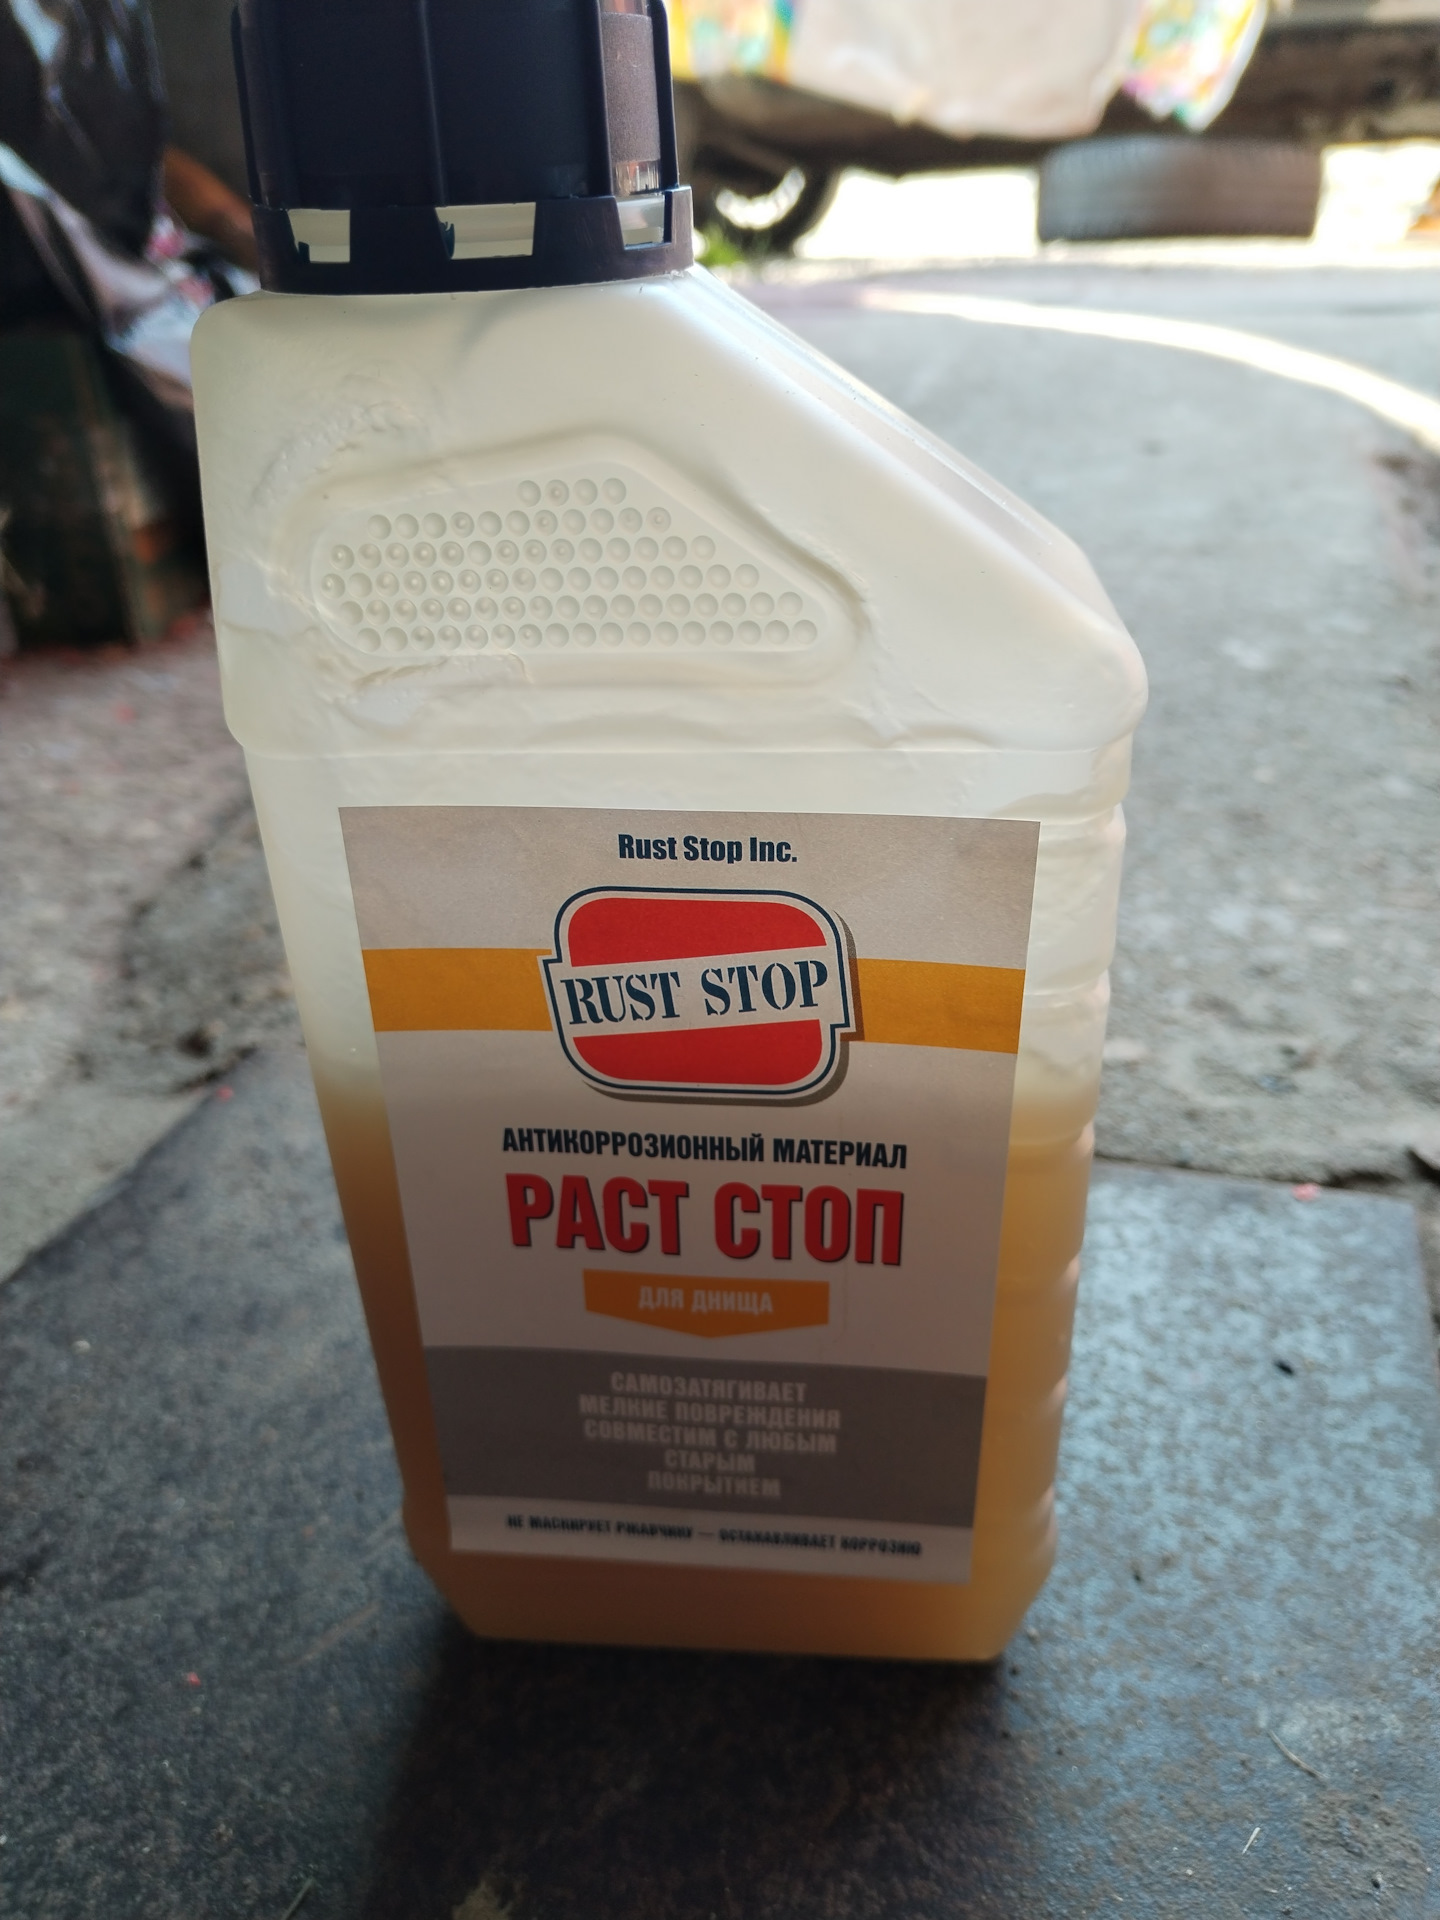 Rust Stop Inc.
RUST STOP
АНТИКОРРОЗИОННЫЙ МАТЕРИАЛ
РАСТ СТОП
ДЛЯ ДНИЩА
САМОЗАТЯГИВАЕТ
МЕЛКИЕ ПОВРЕЖДЕНИЯ
СОВМЕСТИМ С ЛЮБЫМ
СТАРЫМ
ПОКРЫТИЕМ
НЕ МАСКИРУЕТ РЖАВЧИНУ — ОСТАНАВЛИВАЕТ КОРРОЗИЮ